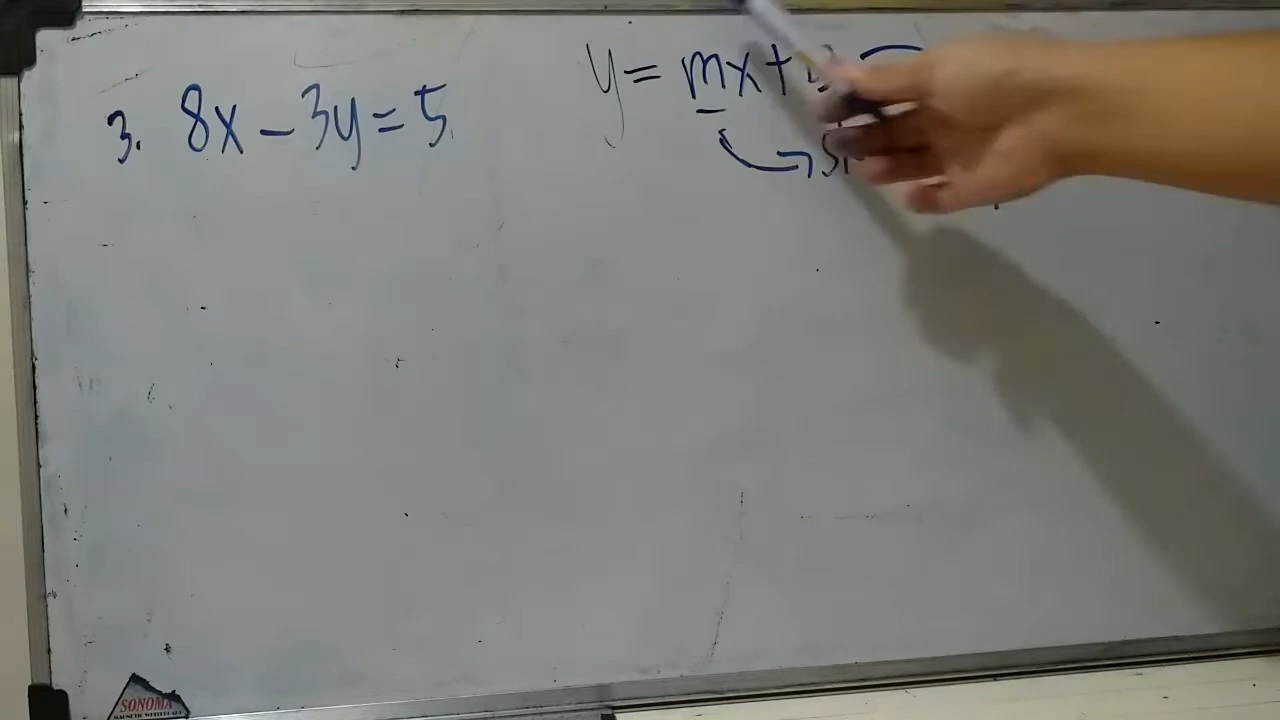 3. 8x - 3y = 5
y = mx +
SONOMA